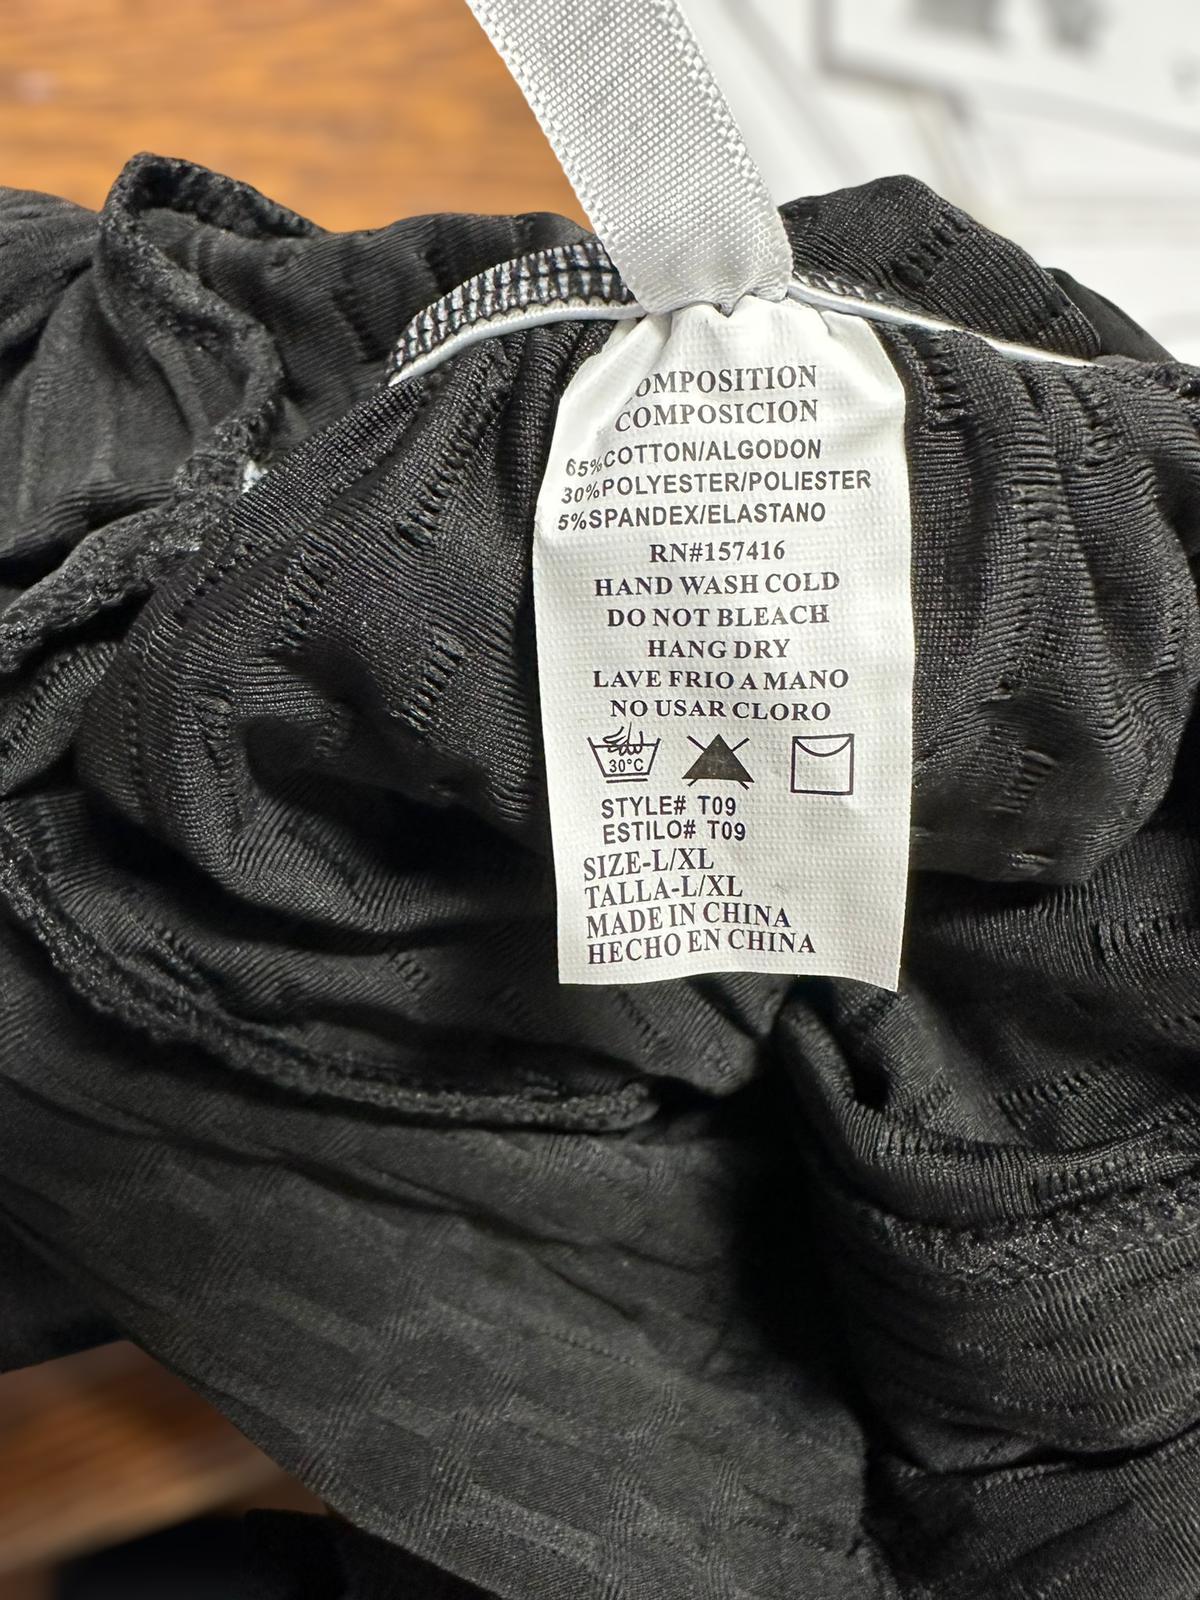 COMPOSITION
COMPOSICION
65%COTTON/ALGODON
30%POLYESTER/POLIESTER
5%SPANDEX/ELASTANO
RN#157416
HAND WASH COLD
DO NOT BLEACH
HANG DRY
LAVE FRIO A MANO
NO USAR CLORO
30°C
STYLE# T09
ESTILO# T09
SIZE-L/XL
TALLA-L/XL
MADE IN CHINA
HECHO EN CHINA